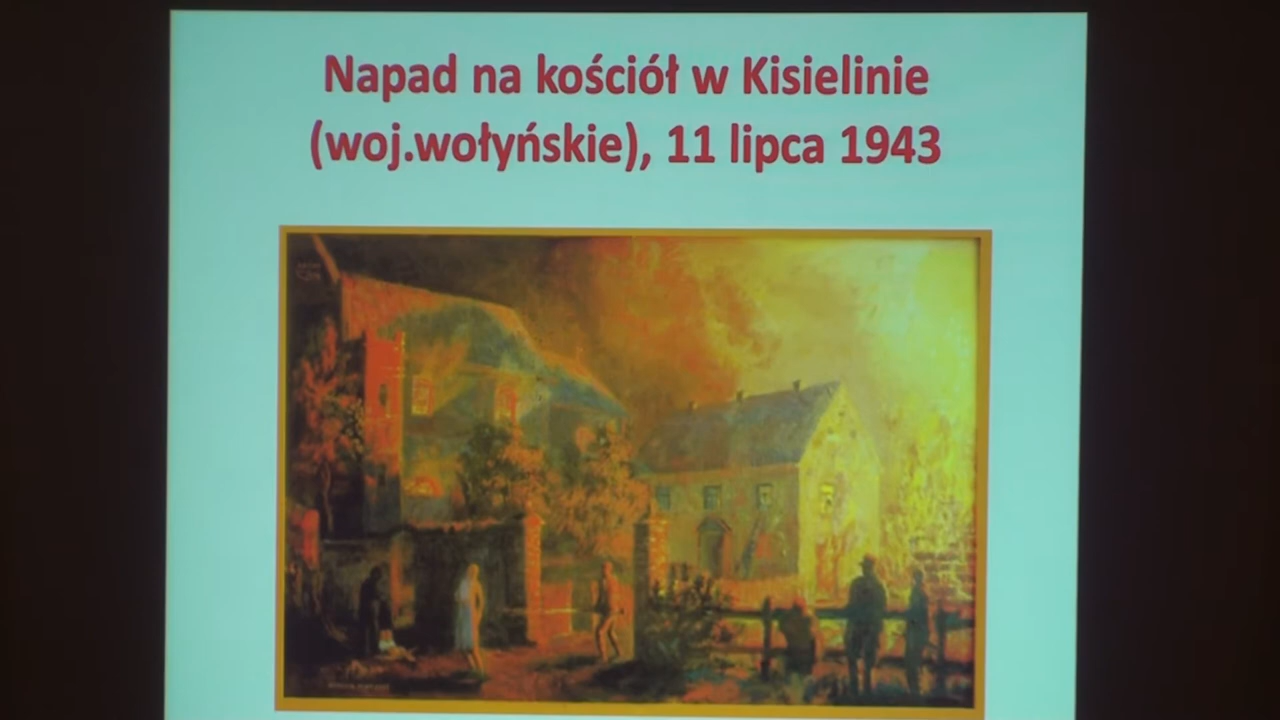 Napad na kościół w Kisielinie
(woj.wołyńskie), 11 lipca 1943